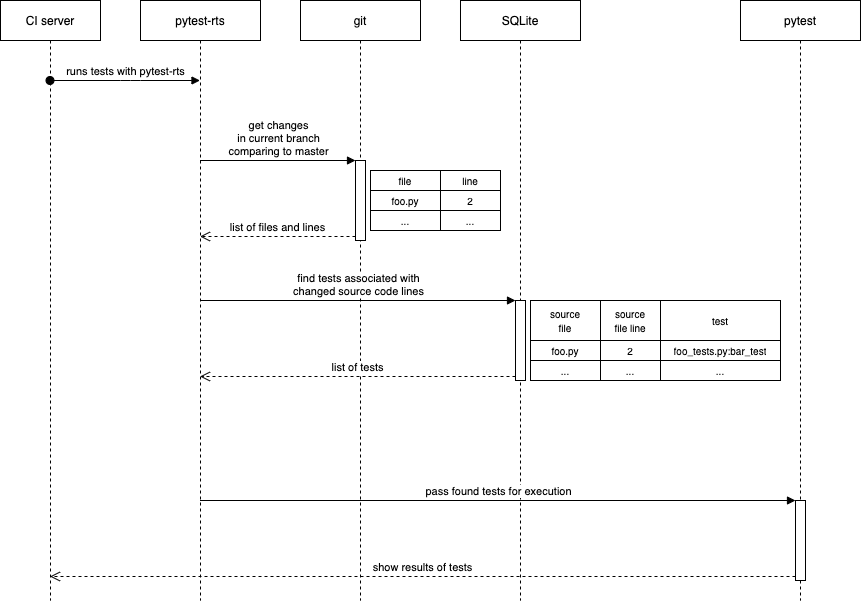 CI server
pytest-rts
git
SQLite
pytest
runs tests with pytest-rts
get changes
in current branch
comparing to master
file line
foo.py 2
... ...
list of files and lines
find tests associated with
changed source code lines
source file
source file line
test
foo.py 2 foo_tests.py:bar_test
... ... ...
list of tests
pass found tests for execution
show results of tests